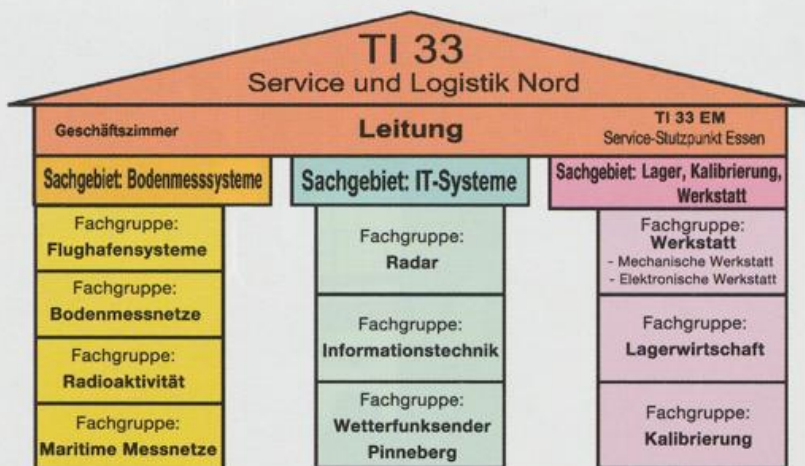 TI 33
Service und Logistik Nord
Geschäftszimmer
Leitung
TI 33 EM
Service-Stutzpunkt Essen
Sachgebiet: Bodenmesssysteme
Fachgruppe:
Flughafensysteme
Fachgruppe:
Bodenmessnetze
Fachgruppe:
Radioaktivität
Fachgruppe:
Maritime Messnetze
Sachgebiet: IT-Systeme
Fachgruppe:
Radar
Fachgruppe:
Informationstechnik
Fachgruppe:
Wetterfunksender
Pinneberg
Sachgebiet: Lager, Kalibrierung,
Werkstatt
Fachgruppe:
Werkstatt
- Mechanische Werkstatt
- Elektronische Werkstatt
Fachgruppe:
Lagerwirtschaft
Fachgruppe:
Kalibrierung